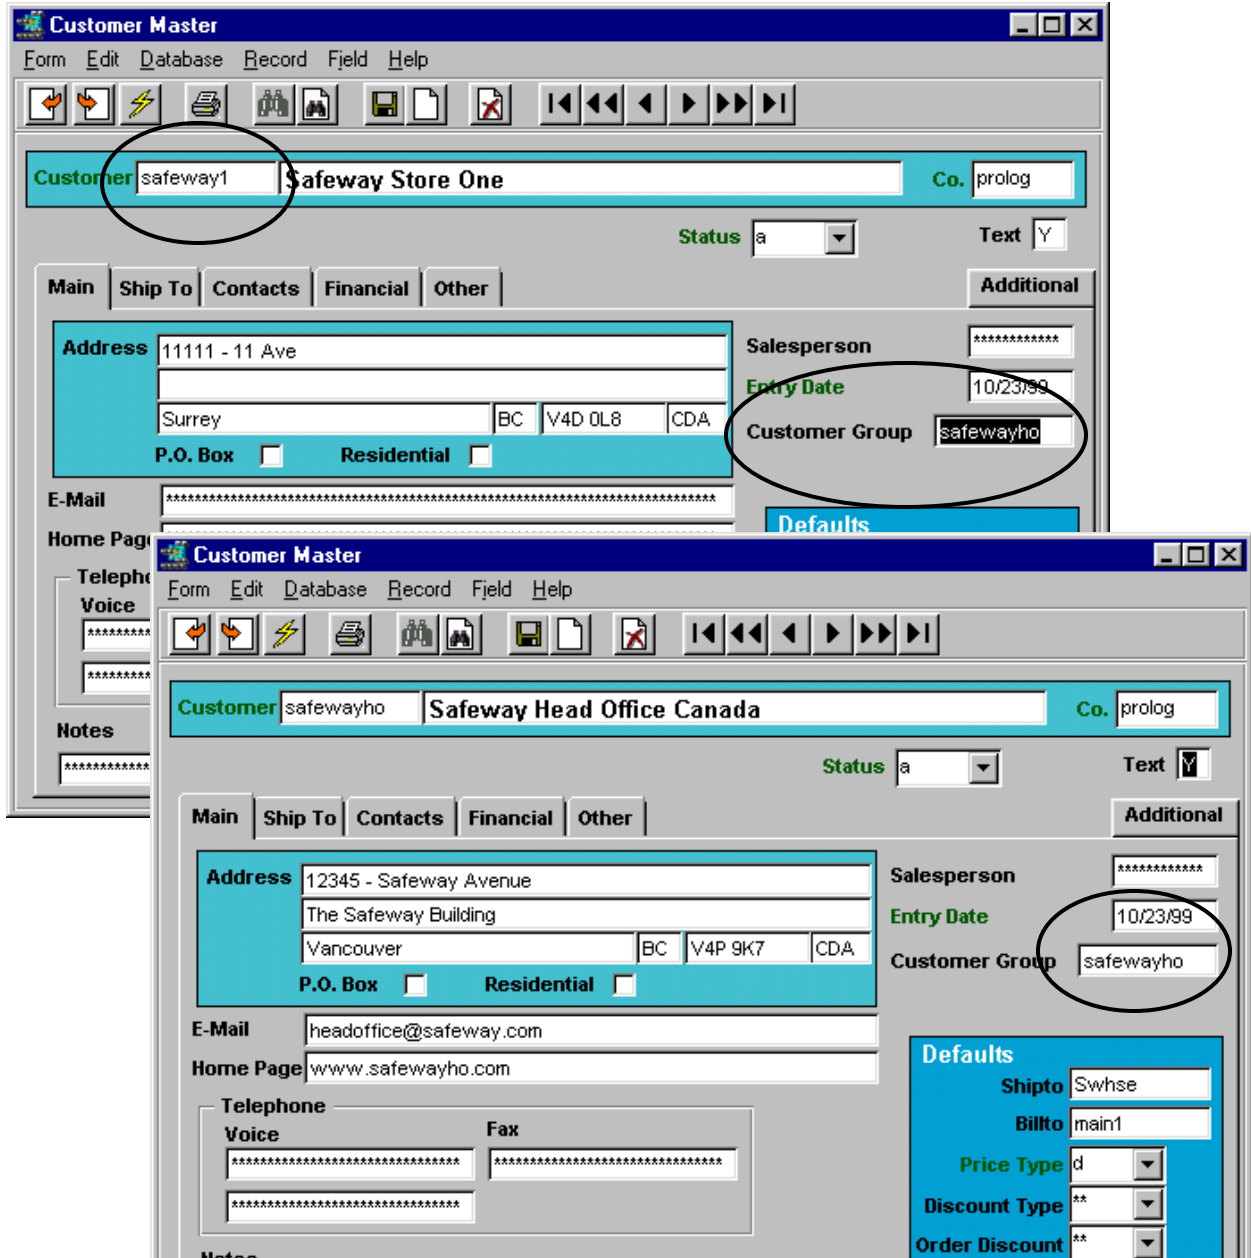 Customer Master
Form Edit Database Record Field Help
Customer safeway1 Safeway Store One Co. prolog
Status a Text Y
Main Ship To Contacts Financial Other Additional
Address 11111 - 11 Ave
Surrey BC V4D 0L8 CDA
P.O. Box Residential
Salesperson ************
Entry Date 10/23/99
Customer Group safewayho
E-Mail ******************************************************************************
Defaults
Home Pag
Teleph
Voice
*********
*********
Notes
************
Customer Master
Form Edit Database Record Field Help
Customer safewayho Safeway Head Office Canada Co. prolog
Status a Text Y
Main Ship To Contacts Financial Other Additional
Address 12345 - Safeway Avenue
The Safeway Building
Vancouver BC V4P 9K7 CDA
P.O. Box Residential
Salesperson ************
Entry Date 10/23/99
Customer Group safewayho
E-Mail headoffice@safeway.com
Home Page www.safewayho.com
Telephone
Voice Fax
******************************** ********************************
********************************
Notes
Defaults
Shipto Swhse
Billto main1
Price Type d
Discount Type **
Order Discount **